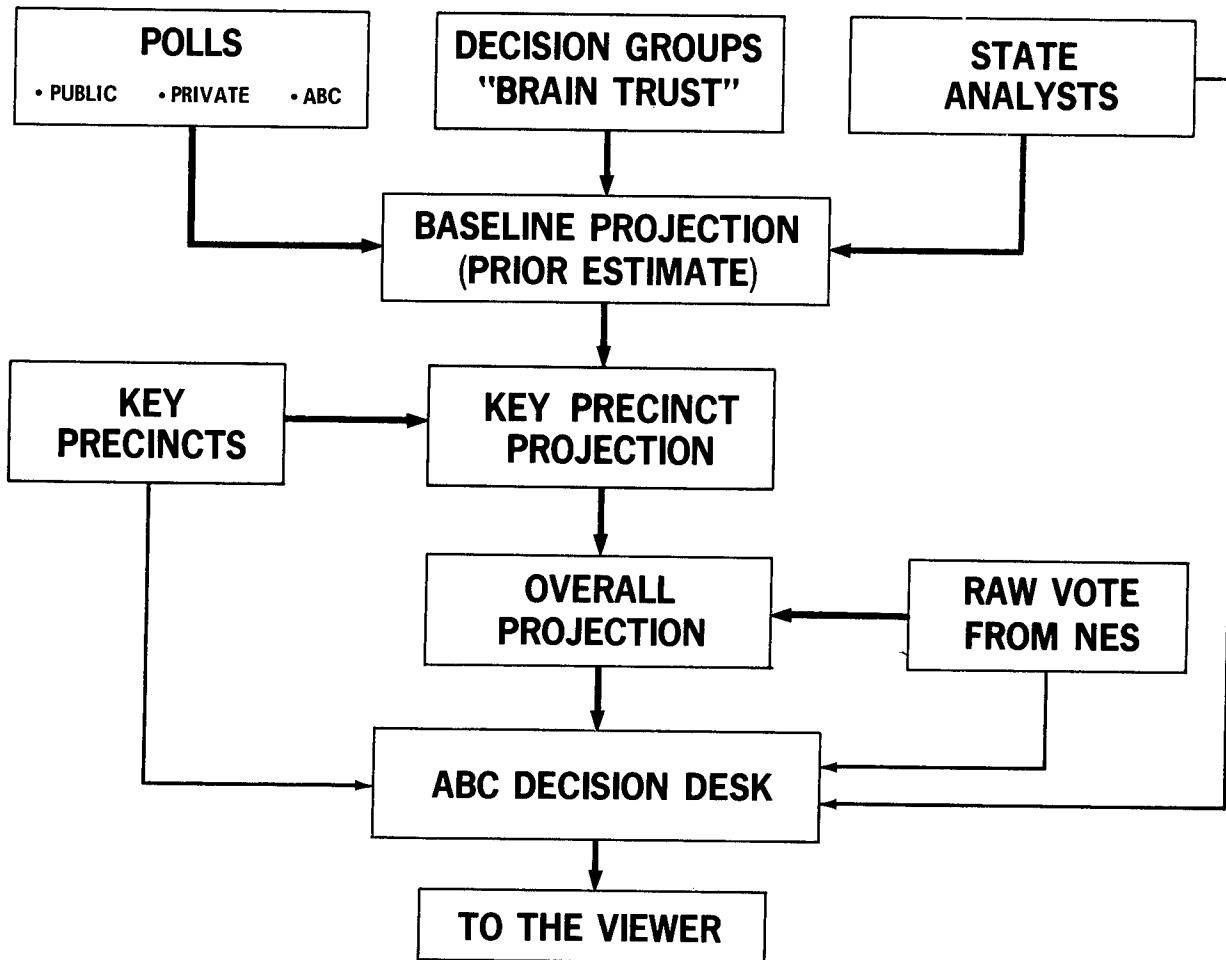 POLLS
• PUBLIC • PRIVATE • ABC
DECISION GROUPS
"BRAIN TRUST"
STATE
ANALYSTS
BASELINE PROJECTION
(PRIOR ESTIMATE)
KEY
PRECINCTS
KEY PRECINCT
PROJECTION
OVERALL
PROJECTION
RAW VOTE
FROM NES
ABC DECISION DESK
TO THE VIEWER